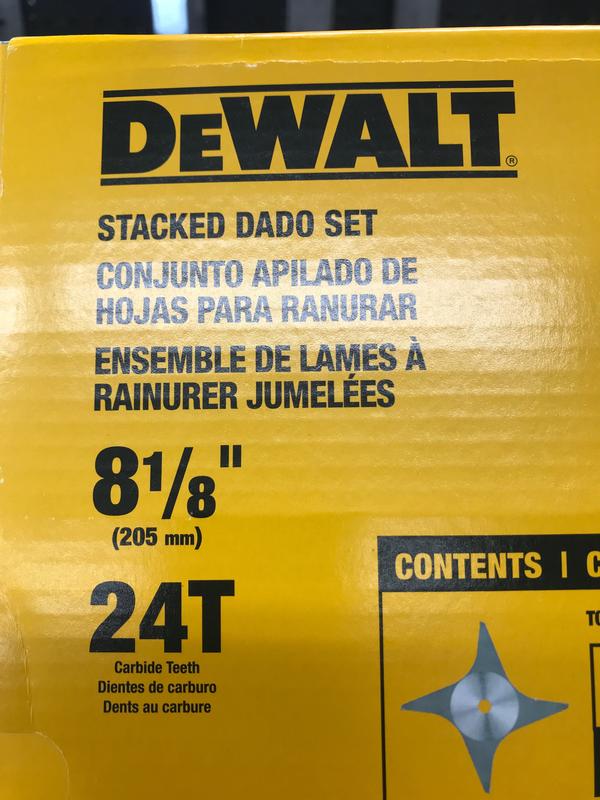 DEWALT®
STACKED DADO SET
CONJUNTO APILADO DE
HOJAS PARA RANURAR
ENSEMBLE DE LAMES À
RAINURER JUMELÉES
8 1/8"
(205 mm)
24T
Carbide Teeth
Dientes de carburo
Dents au carbure
CONTENTS |